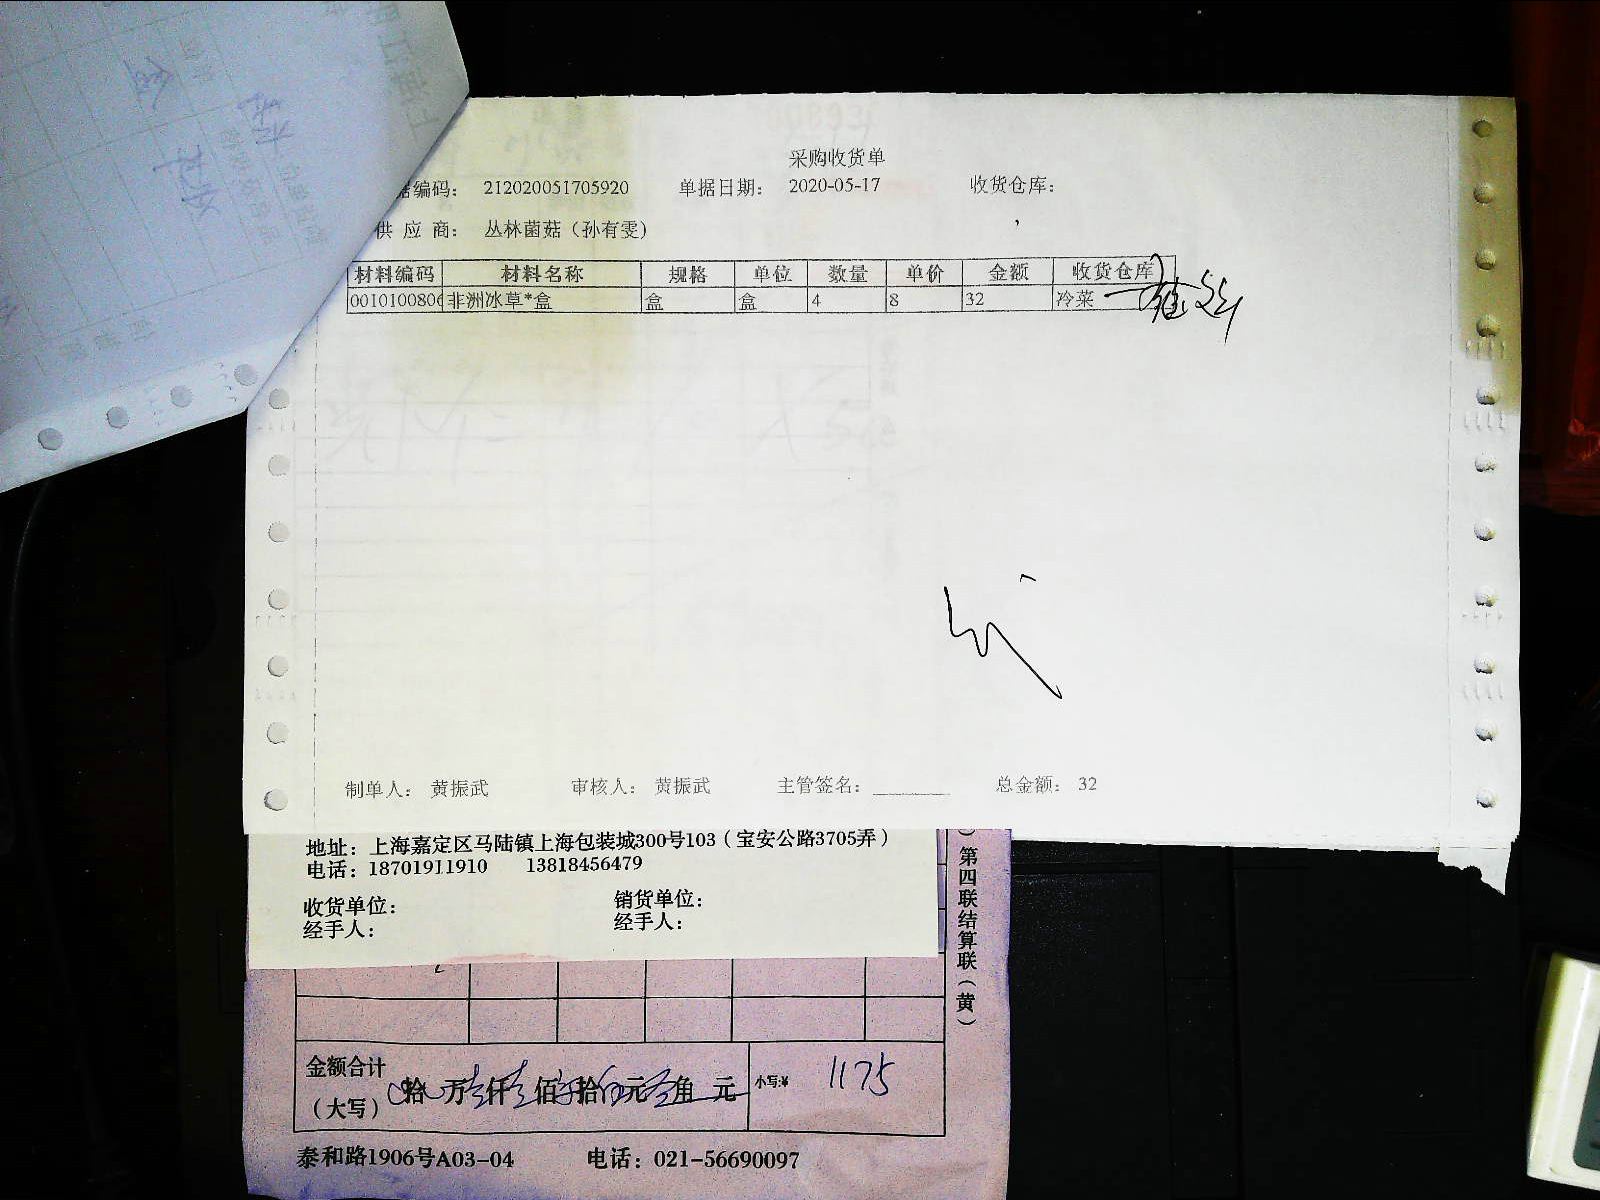 采购收货单
据编码： 212020051705920 单据日期： 2020-05-17 收货仓库：
供 应 商： 丛林菌菇（孙有雯）
材料编码 材料名称 规格 单位 数量 单价 金额 收货仓库
0010100806 非洲冰草*盒 盒 盒 4 8 32 冷菜
制单人： 黄振武 审核人： 黄振武 主管签名： 总金额： 32
地址：上海嘉定区马陆镇上海包装城300号103（宝安公路3705弄）
电话：18701911910 13818456479
收货单位： 销货单位：
经手人： 经手人：
）第四联结算联（黄）
金额合计
（大写） 拾 万 仟 佰 拾 元 角 元 小写:¥ 1175
泰和路1906号A03-04 电话：021-56690097